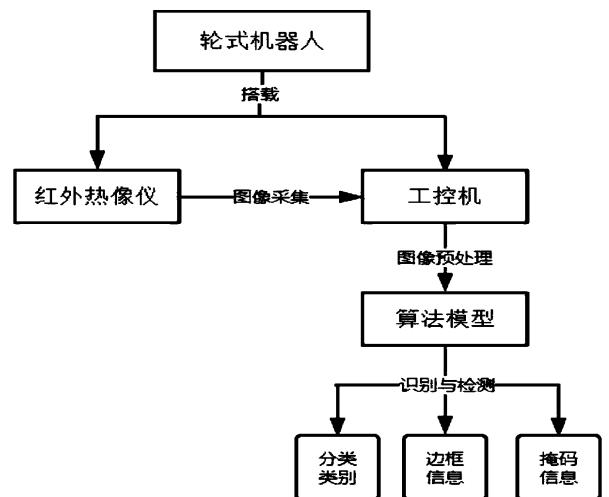 轮式机器人
搭载
红外热像仪
图像采集
工控机
图像预处理
算法模型
识别与检测
分类
类别
边框
信息
掩码
信息